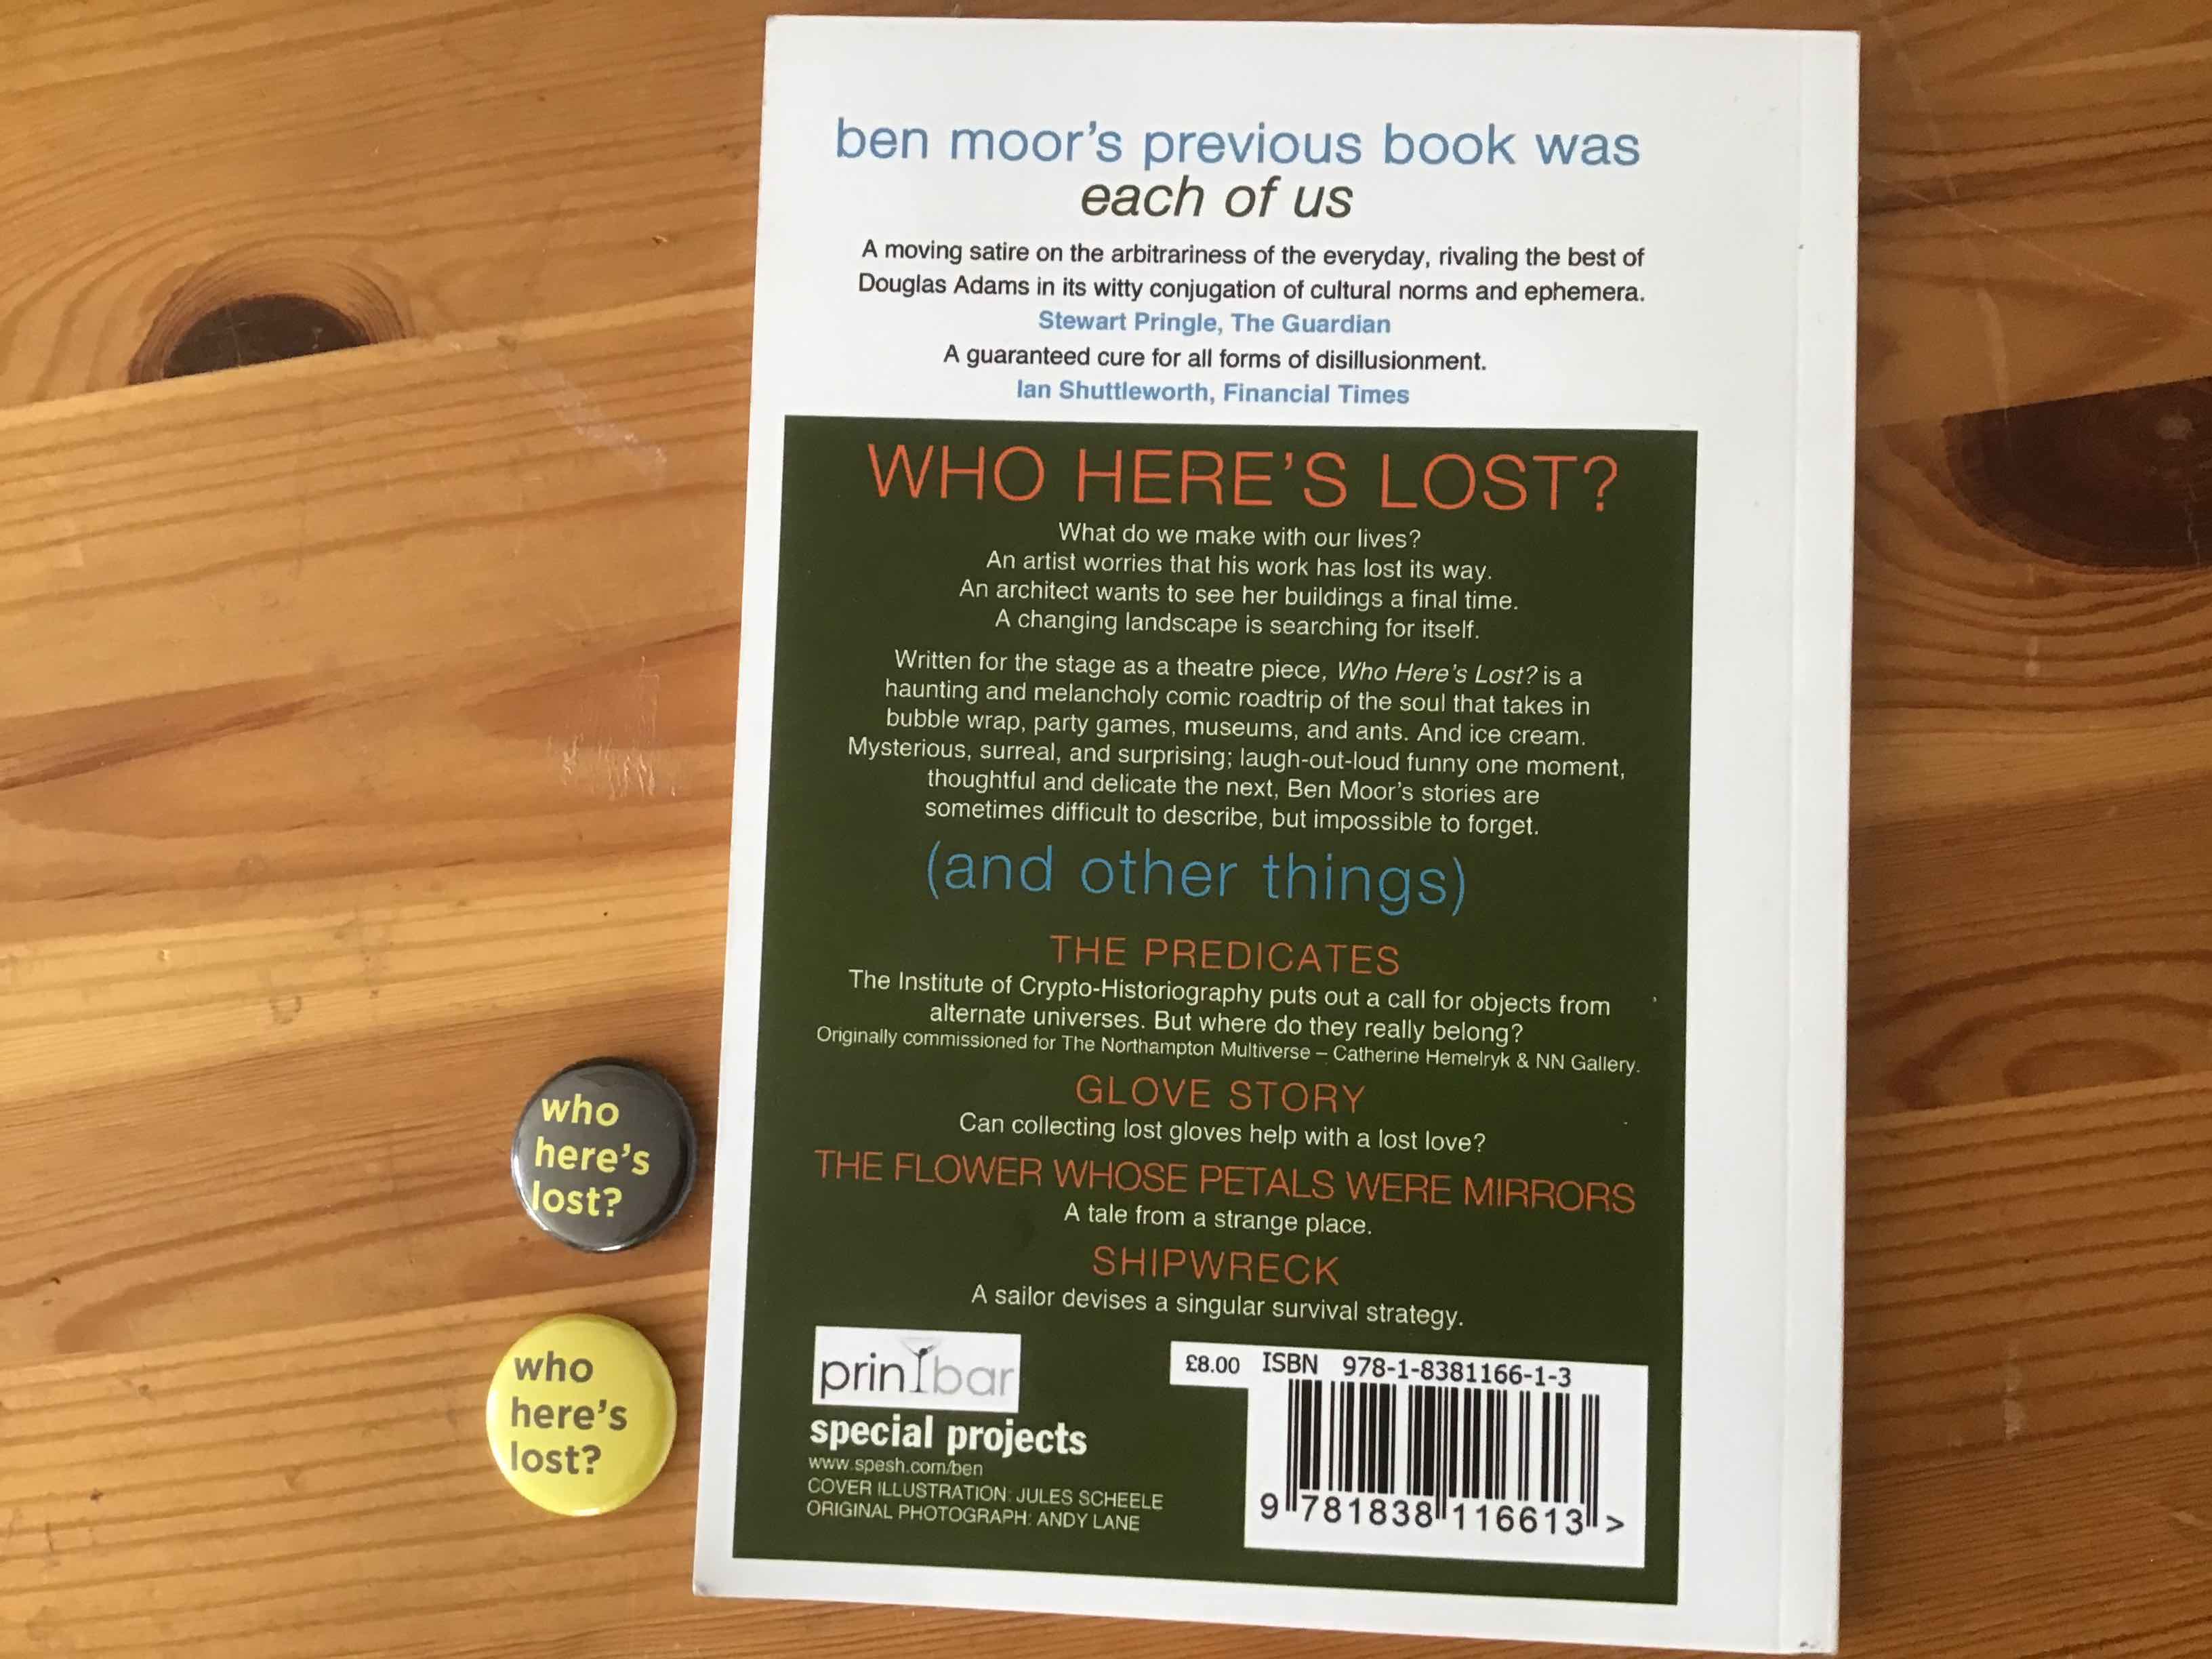 ben moor's previous book was
each of us
A moving satire on the arbitrariness of the everyday, rivaling the best of
Douglas Adams in its witty conjugation of cultural norms and ephemera.
Stewart Pringle, The Guardian
A guaranteed cure for all forms of disillusionment.
Ian Shuttleworth, Financial Times
WHO HERE'S LOST?
What do we make with our lives?
An artist worries that his work has lost its way.
An architect wants to see her buildings a final time.
A changing landscape is searching for itself.
Written for the stage as a theatre piece, Who Here's Lost? is a
haunting and melancholy comic roadtrip of the soul that takes in
bubble wrap, party games, museums, and ants. And ice cream.
Mysterious, surreal, and surprising; laugh-out-loud funny one moment,
thoughtful and delicate the next, Ben Moor's stories are
sometimes difficult to describe, but impossible to forget.
(and other things)
THE PREDICATES
The Institute of Crypto-Historiography puts out a call for objects from
alternate universes. But where do they really belong?
Originally commissioned for The Northampton Multiverse – Catherine Hemelryk & NN Gallery.
GLOVE STORY
Can collecting lost gloves help with a lost love?
THE FLOWER WHOSE PETALS WERE MIRRORS
A tale from a strange place.
SHIPWRECK
A sailor devises a singular survival strategy.
printbar
special projects
www.spesh.com/ben
COVER ILLUSTRATION: JULES SCHEELE
ORIGINAL PHOTOGRAPH: ANDY LANE
£8.00 ISBN 978-1-8381166-1-3
9 781838 116613 >
who
here's
lost?
who
here's
lost?